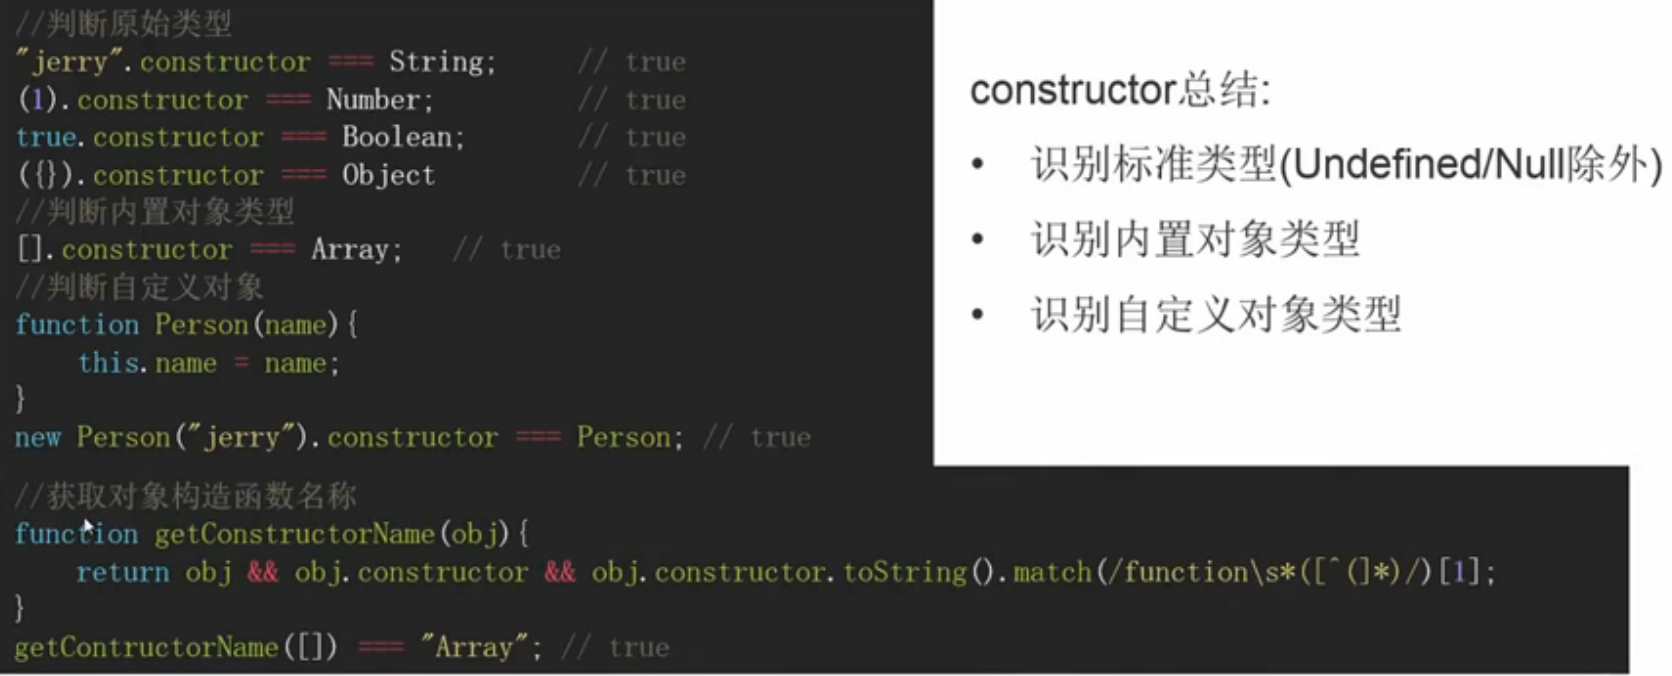 //判断原始类型
"jerry".constructor === String;     // true
(1).constructor === Number;         // true
true.constructor === Boolean;       // true
({}).constructor === Object         // true
//判断内置对象类型
[].constructor === Array;   // true
//判断自定义对象
function Person(name){
    this.name = name;
}
new Person("jerry").constructor === Person; // true
constructor总结:
• 识别标准类型(Undefined/Null除外)
• 识别内置对象类型
• 识别自定义对象类型
//获取对象构造函数名称
function getConstructorName(obj){
    return obj && obj.constructor && obj.constructor.toString().match(/function\s*([^(]*)/)[1];
}
getContructorName([]) === "Array"; // true